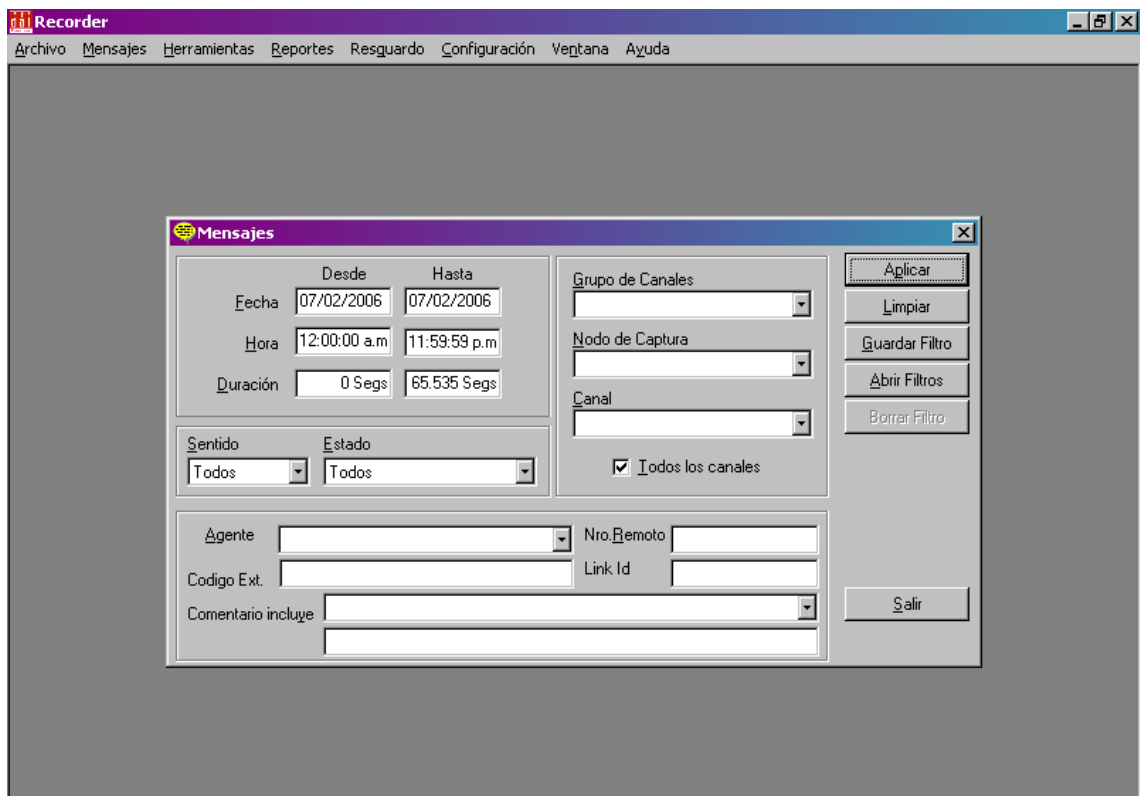 Recorder
Archivo Mensajes Herramientas Reportes Resguardo Configuración Ventana Ayuda
Mensajes
Desde Hasta
Fecha 07/02/2006 07/02/2006
Hora 12:00:00 a.m 11:59:59 p.m
Duración 0 Segs 65.535 Segs
Sentido Estado
Todos Todos
Grupo de Canales
Nodo de Captura
Canal
Todos los canales
Aplicar
Limpiar
Guardar Filtro
Abrir Filtros
Borrar Filtro
Agente Nro.Remoto
Codigo Ext. Link Id
Comentario incluye
Salir